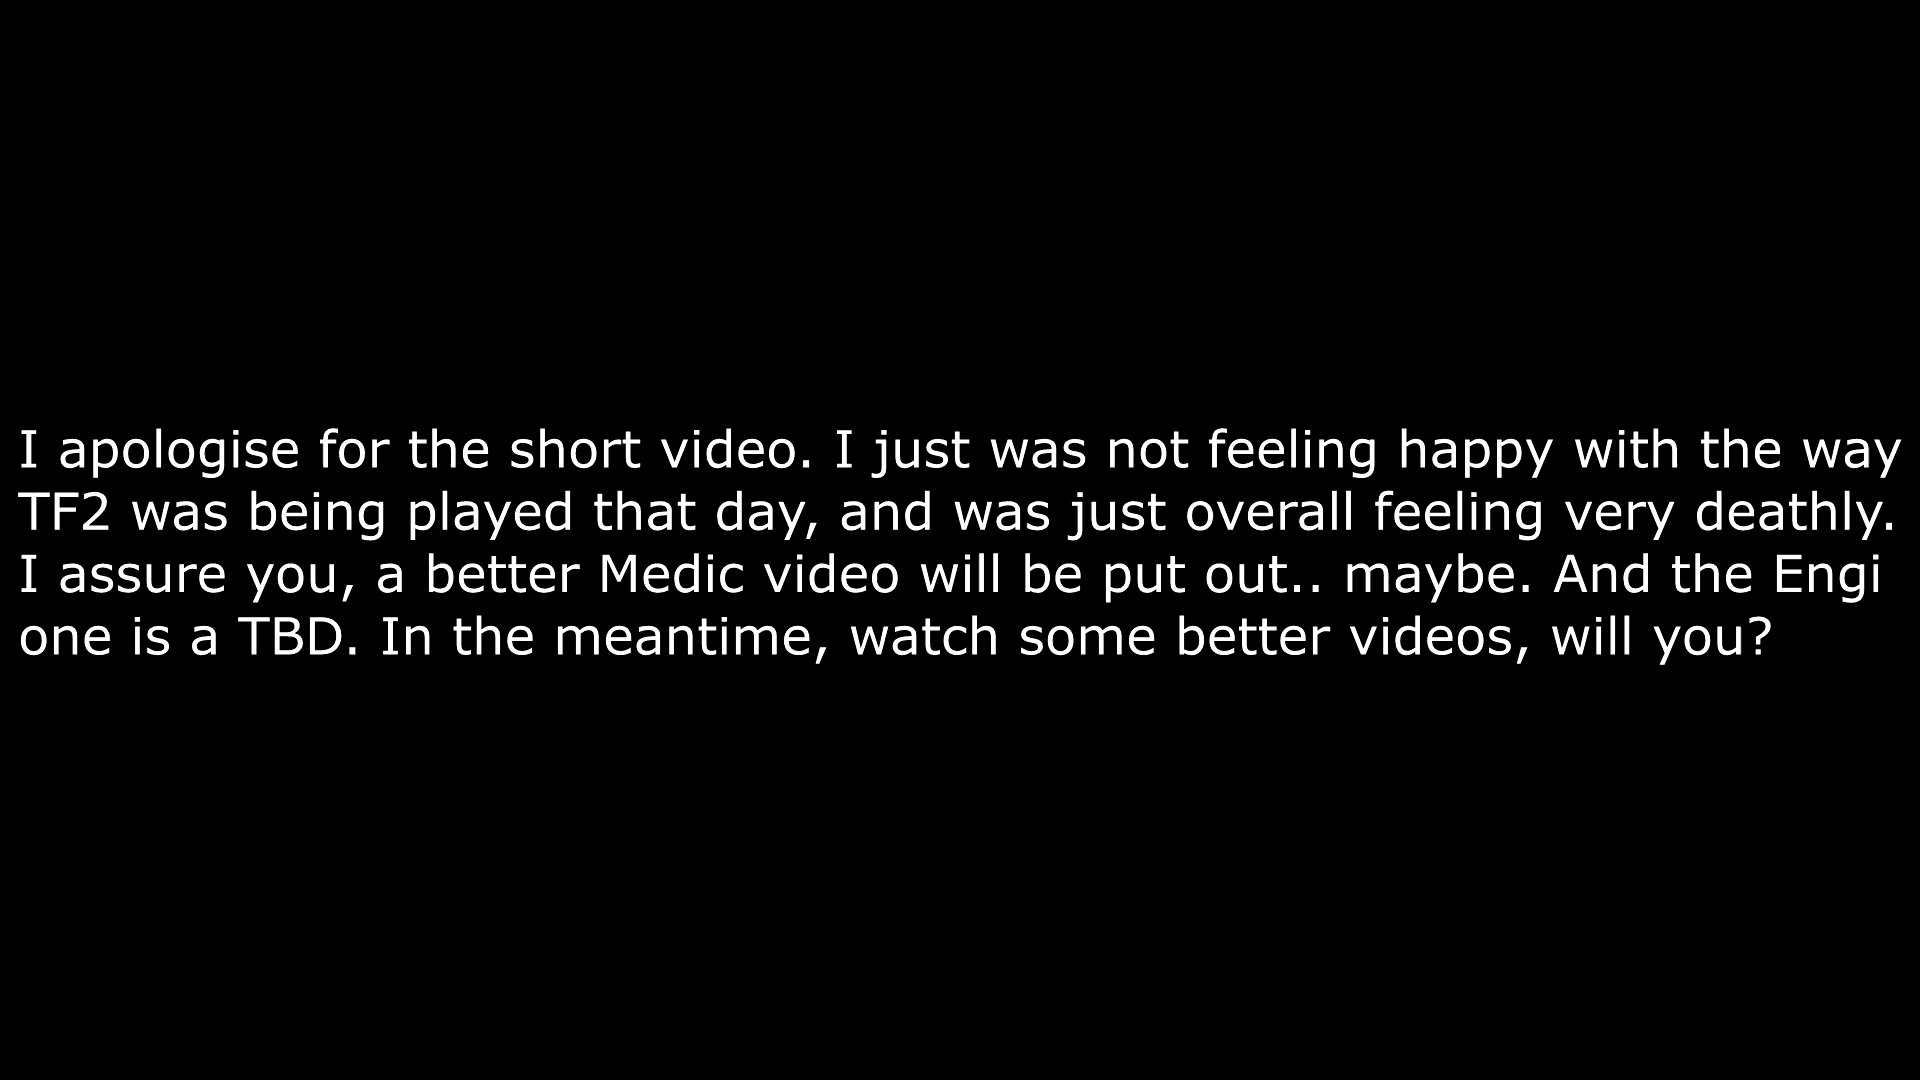 I apologise for the short video. I just was not feeling happy with the way
TF2 was being played that day, and was just overall feeling very deathly.
I assure you, a better Medic video will be put out.. maybe. And the Engi
one is a TBD. In the meantime, watch some better videos, will you?